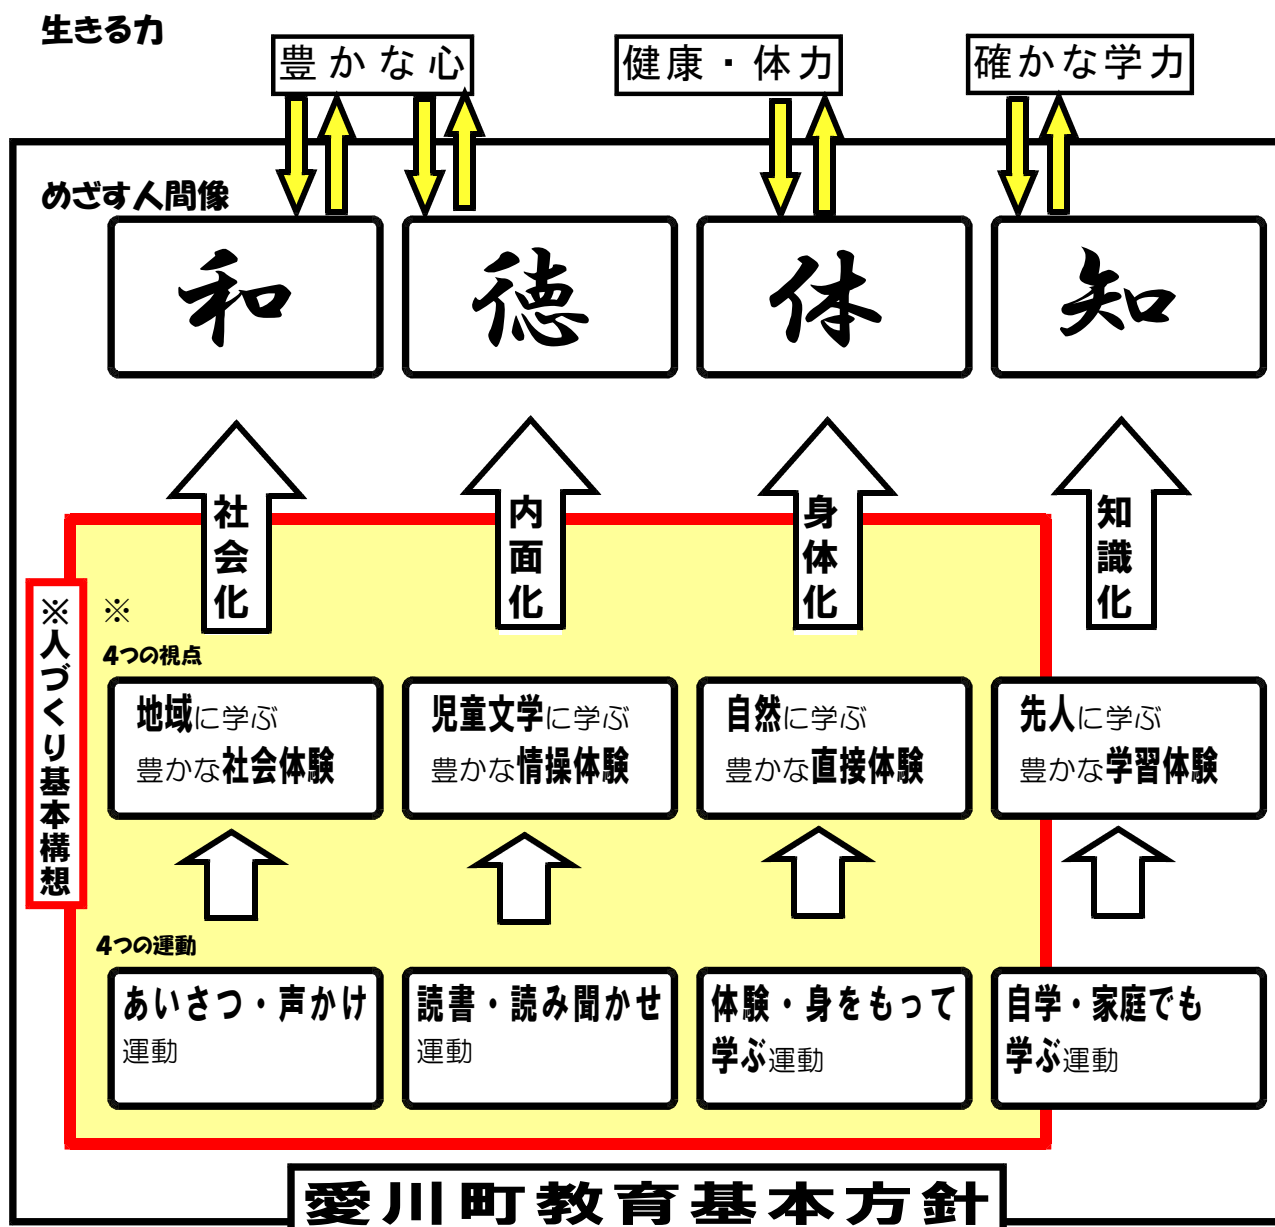 生きる力
豊かな心
健康・体力
確かな学力
めざす人間像
和
徳
体
知
社会化
内面化
身体化
知識化
※人づくり基本構想
※
4つの視点
地域に学ぶ
豊かな社会体験
児童文学に学ぶ
豊かな情操体験
自然に学ぶ
豊かな直接体験
先人に学ぶ
豊かな学習体験
4つの運動
あいさつ・声かけ
運動
読書・読み聞かせ
運動
体験・身をもって
学ぶ運動
自学・家庭でも
学ぶ運動
愛川町教育基本方針